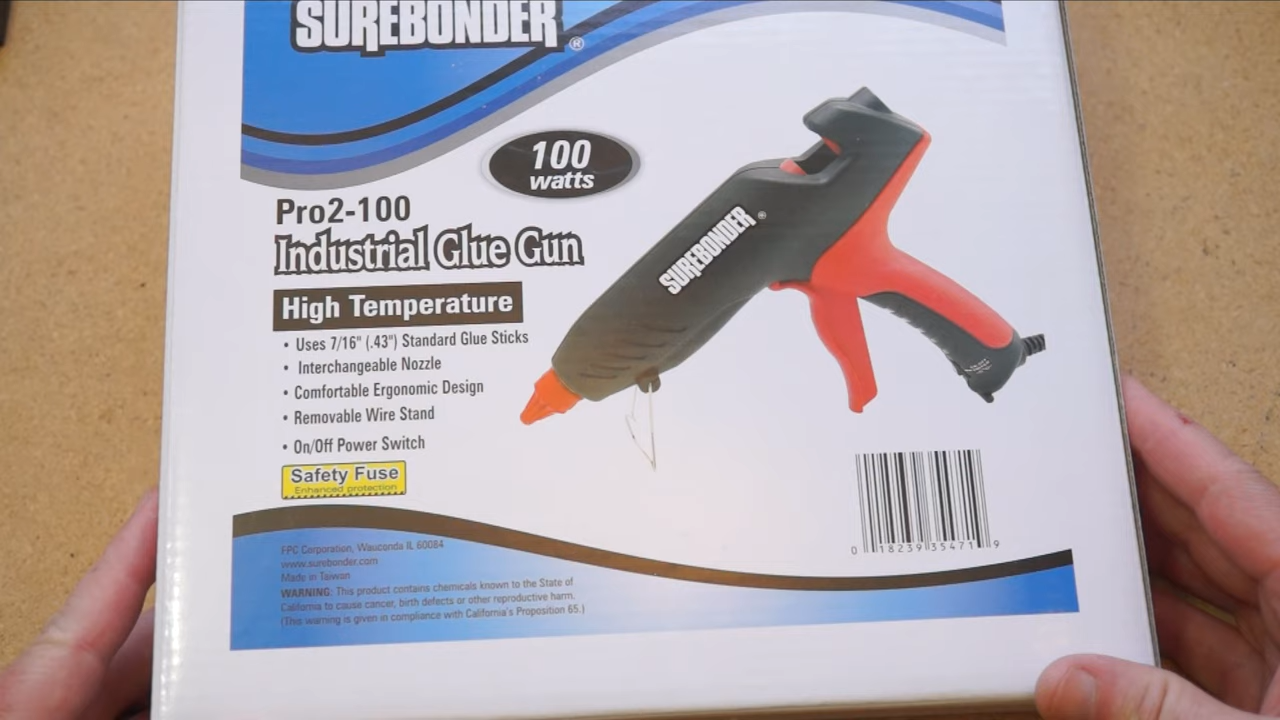 SUREBONDER®
100
watts
Pro2-100
Industrial Glue Gun
High Temperature
SUREBONDER®
• Uses 7/16" (.43") Standard Glue Sticks
• Interchangeable Nozzle
• Comfortable Ergonomic Design
• Removable Wire Stand
• On/Off Power Switch
Safety Fuse
Enhanced protection
FPC Corporation, Wauconda IL 60084
www.surebonder.com
Made in Taiwan
WARNING: This product contains chemicals known to the State of
California to cause cancer, birth defects or other reproductive harm.
(This warning is given in compliance with California's Proposition 65.)
0 18239 35471 9